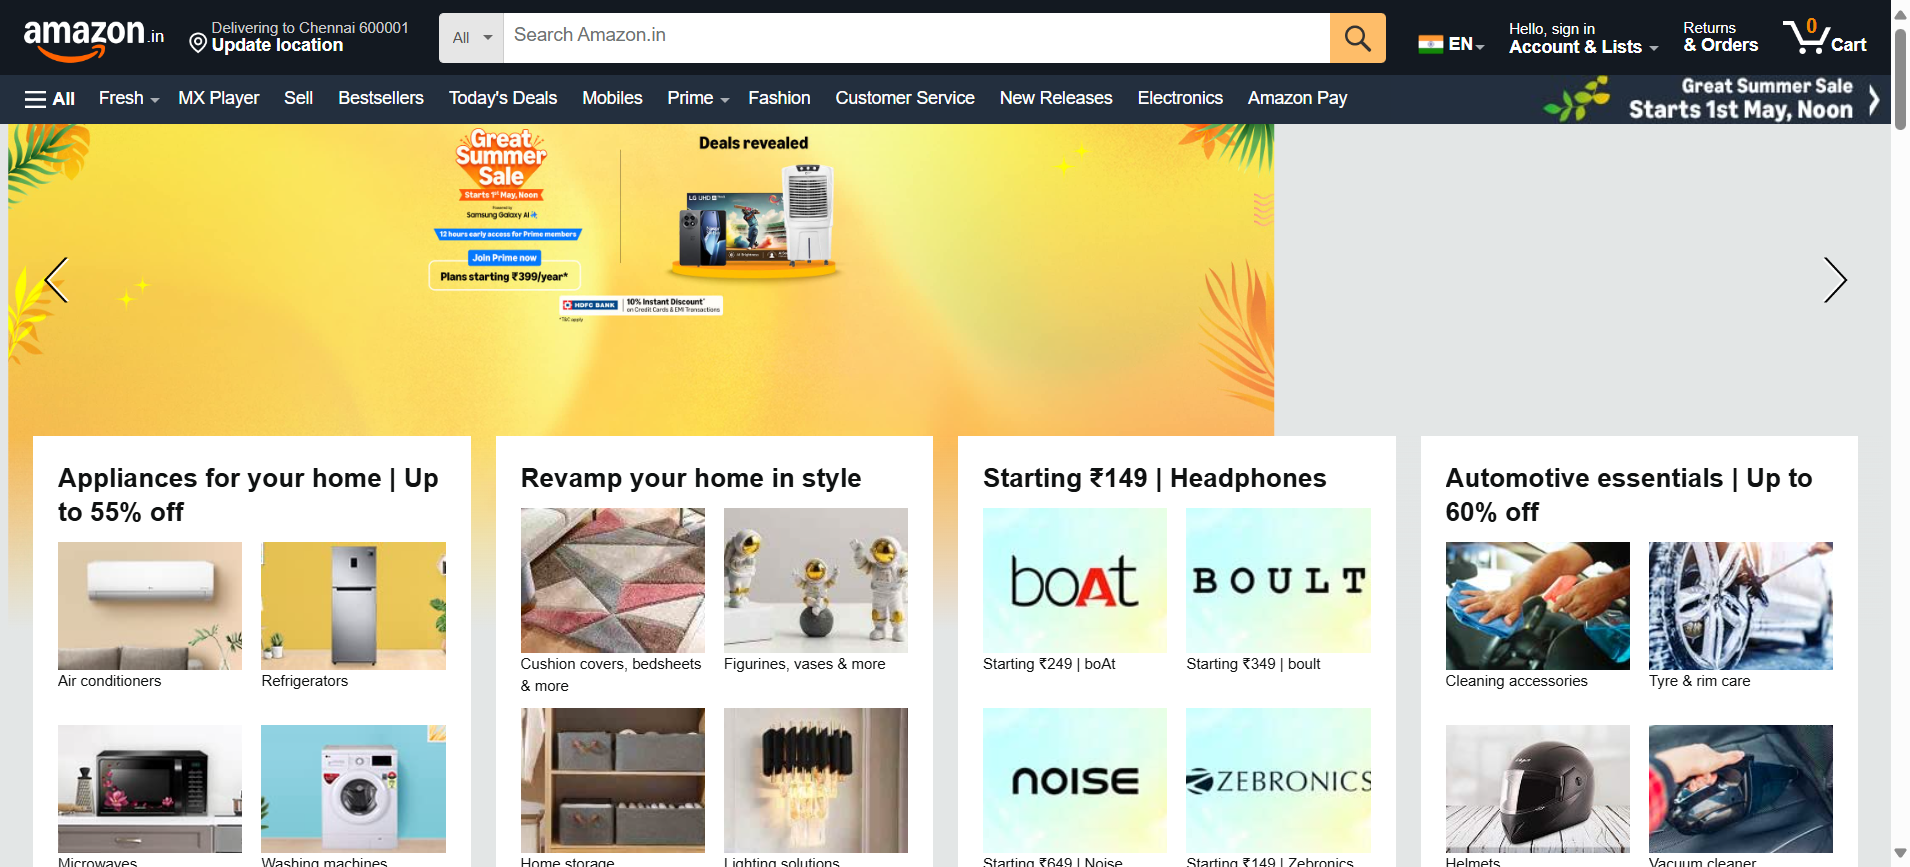 amazon.in
Delivering to Chennai 600001
Update location
All
Search Amazon.in
EN
Hello, sign in
Account & Lists
Returns
& Orders
0
Cart
All
Fresh
MX Player
Sell
Bestsellers
Today's Deals
Mobiles
Prime
Fashion
Customer Service
New Releases
Electronics
Amazon Pay
Great Summer Sale
Starts 1st May, Noon
Great
Summer
Sale
Starts 1st May, Noon
Powered by
Samsung Galaxy AI
12 hours early access for Prime members
Join Prime now
Plans starting ₹399/year*
Deals revealed
LG UHD
HDFC BANK
10% Instant Discount*
on Credit Cards & EMI Transactions
*T&C apply
Appliances for your home | Up
to 55% off
Air conditioners
Refrigerators
Microwaves
Washing machines
Revamp your home in style
Cushion covers, bedsheets
& more
Figurines, vases & more
Home storage
Lighting solutions
Starting ₹149 | Headphones
boAt
BOULT
Starting ₹249 | boAt
Starting ₹349 | boult
NOISE
ZEBRONICS
Starting ₹649 | Noise
Starting ₹149 | Zebronics
Automotive essentials | Up to
60% off
Cleaning accessories
Tyre & rim care
Helmets
Vacuum cleaner